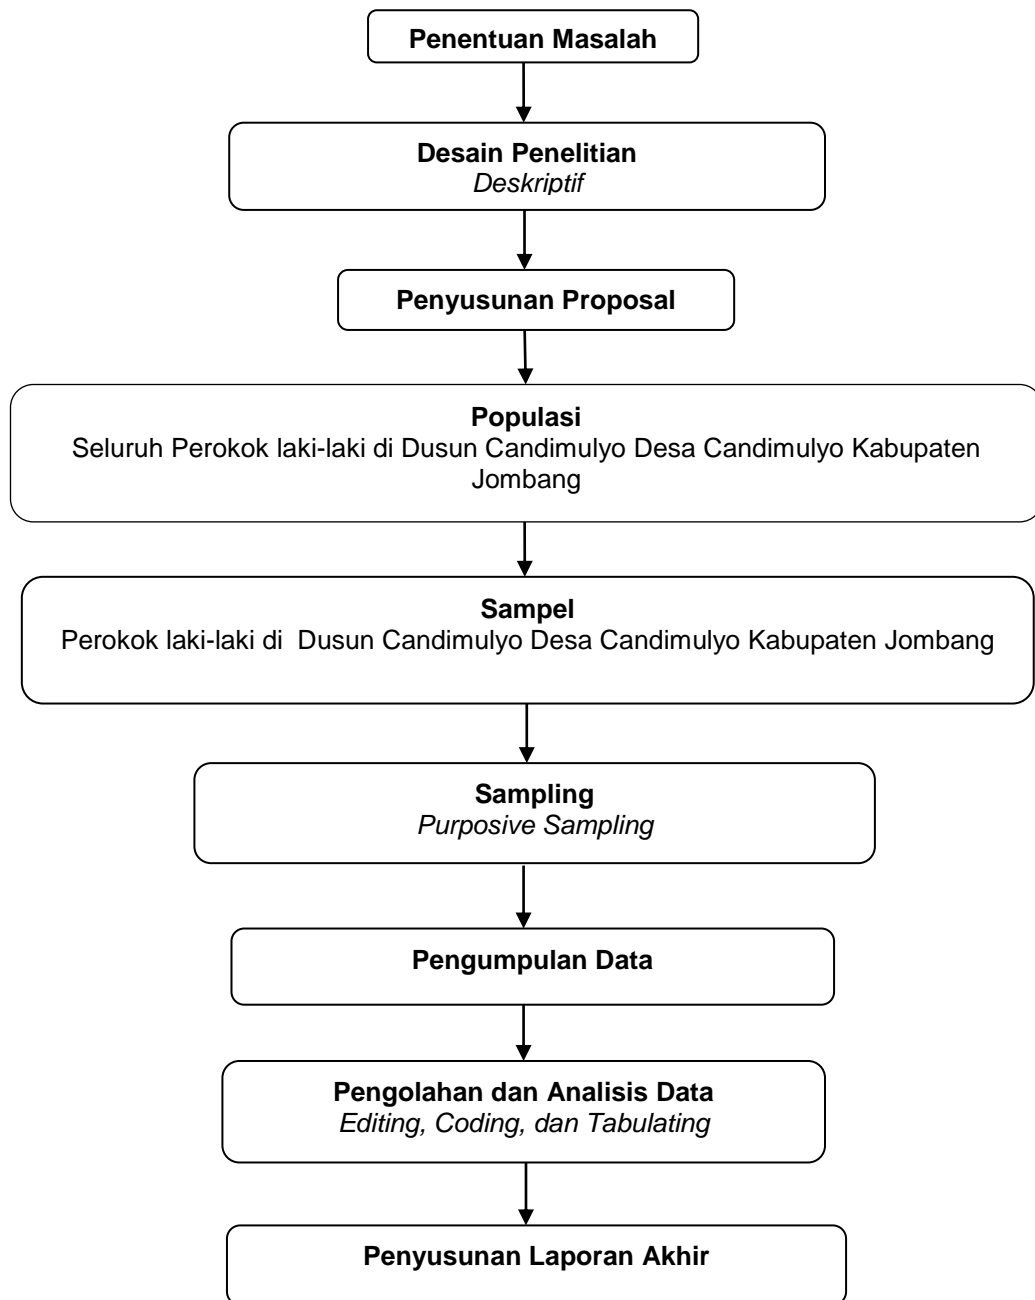 Penentuan Masalah
Desain Penelitian
Deskriptif
Penyusunan Proposal
Populasi
Seluruh Perokok laki-laki di Dusun Candimulyo Desa Candimulyo Kabupaten
Jombang
Sampel
Perokok laki-laki di  Dusun Candimulyo Desa Candimulyo Kabupaten Jombang
Sampling
Purposive Sampling
Pengumpulan Data
Pengolahan dan Analisis Data
Editing, Coding, dan Tabulating
Penyusunan Laporan Akhir